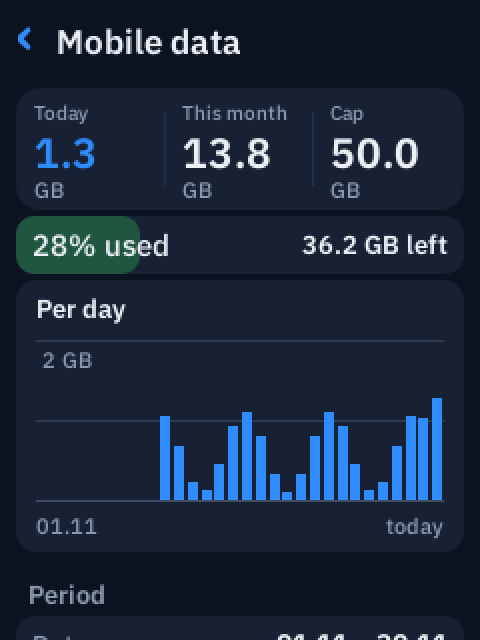 Mobile data
Today This month Cap
1.3 13.8 50.0
GB GB GB
28% used 36.2 GB left
Per day
2 GB
01.11 today
Period